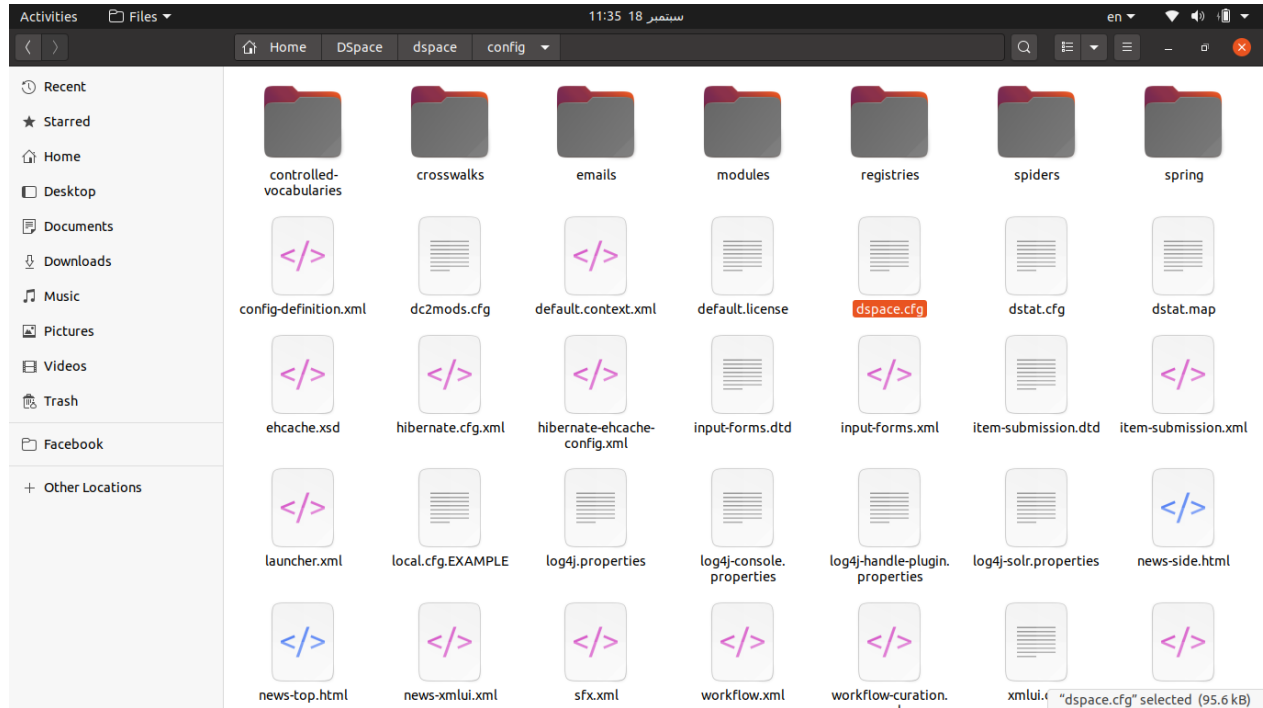 Activities
Files
سبتمبر 18 11:35
en
Home
DSpace
dspace
config
Recent
Starred
Home
Desktop
Documents
Downloads
Music
Pictures
Videos
Trash
Facebook
Other Locations
controlled-
vocabularies
crosswalks
emails
modules
registries
spiders
spring
config-definition.xml
dc2mods.cfg
default.context.xml
default.license
dspace.cfg
dstat.cfg
dstat.map
ehcache.xsd
hibernate.cfg.xml
hibernate-ehcache-
config.xml
input-forms.dtd
input-forms.xml
item-submission.dtd
item-submission.xml
launcher.xml
local.cfg.EXAMPLE
log4j.properties
log4j-console.
properties
log4j-handle-plugin.
properties
log4j-solr.properties
news-side.html
news-top.html
news-xmlui.xml
sfx.xml
workflow.xml
workflow-curation.
"dspace.cfg" selected (95.6 kB)